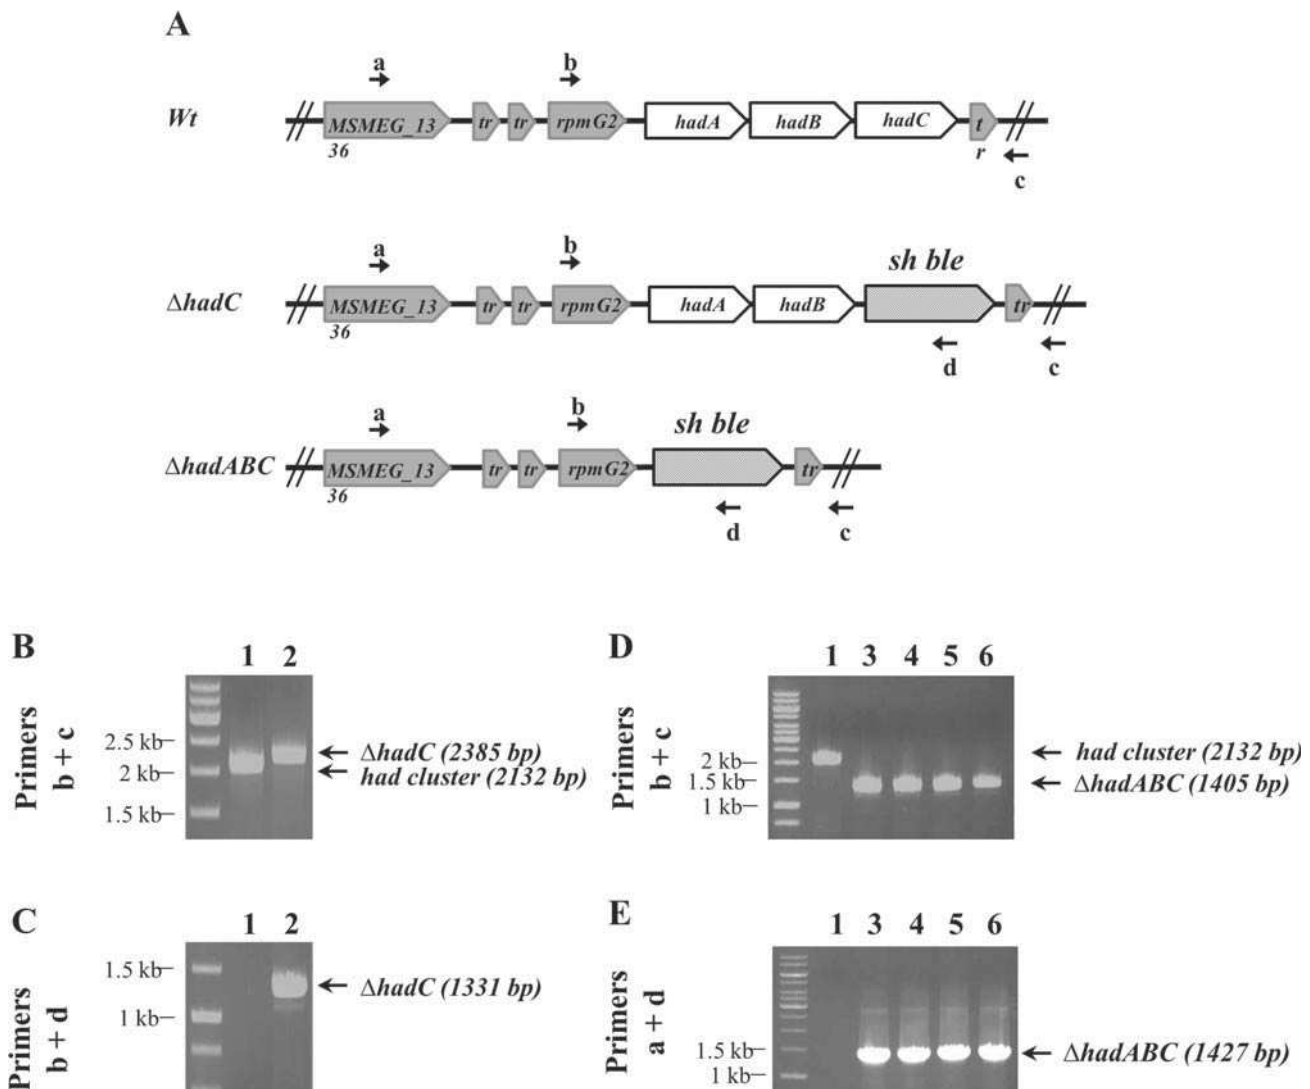 A
a b
Wt MSMEG_13 tr tr rpmG2 hadA hadB hadC t
36 r
c
a b sh ble
ΔhadC MSMEG_13 tr tr rpmG2 hadA hadB tr
36
d c
a b sh ble
ΔhadABC MSMEG_13 tr tr rpmG2 tr
36
d c
B
1 2
Primers
b + c
2.5 kb
2 kb
1.5 kb
ΔhadC (2385 bp)
had cluster (2132 bp)
D
1 3 4 5 6
Primers
b + c
2 kb
1.5 kb
1 kb
had cluster (2132 bp)
ΔhadABC (1405 bp)
C
1 2
Primers
b + d
1.5 kb
1 kb
ΔhadC (1331 bp)
E
1 3 4 5 6
Primers
a + d
1.5 kb
1 kb
ΔhadABC (1427 bp)